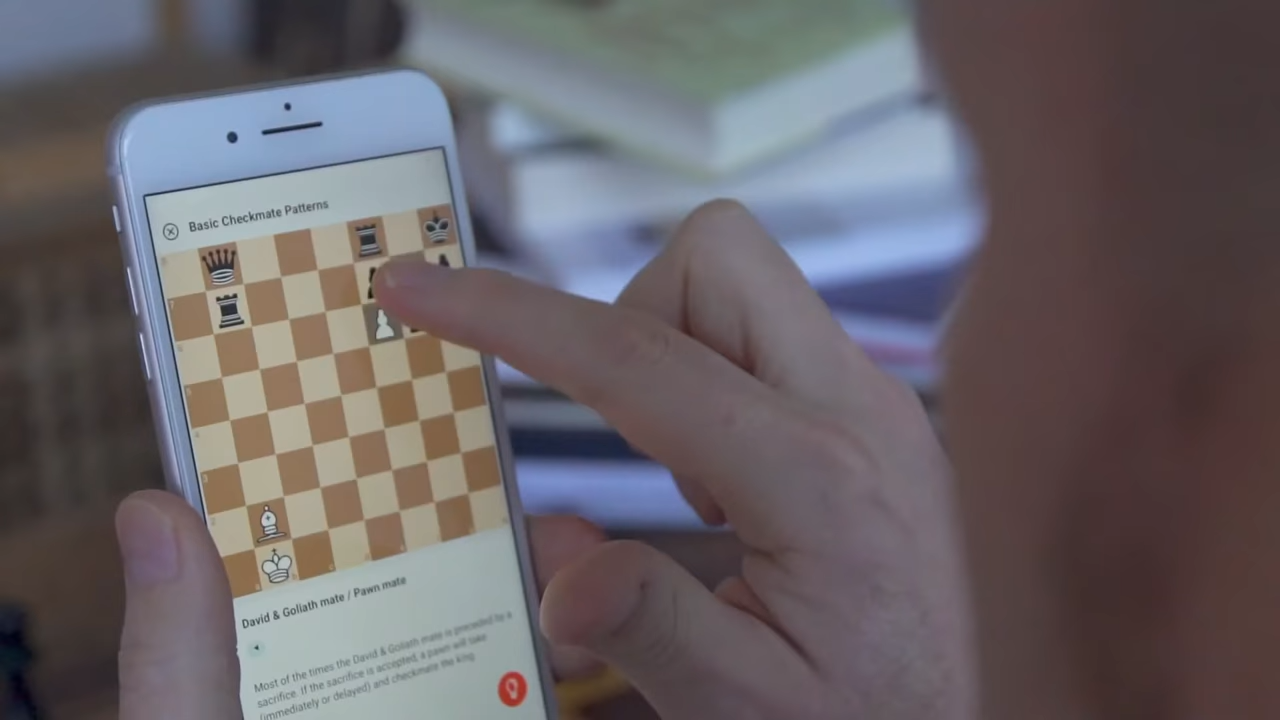 Basic Checkmate Patterns
David & Goliath mate / Pawn mate
Most of the times the David & Goliath mate is preceded by a
sacrifice. If the sacrifice is accepted, a pawn will take
(immediately or delayed) and checkmate the king.